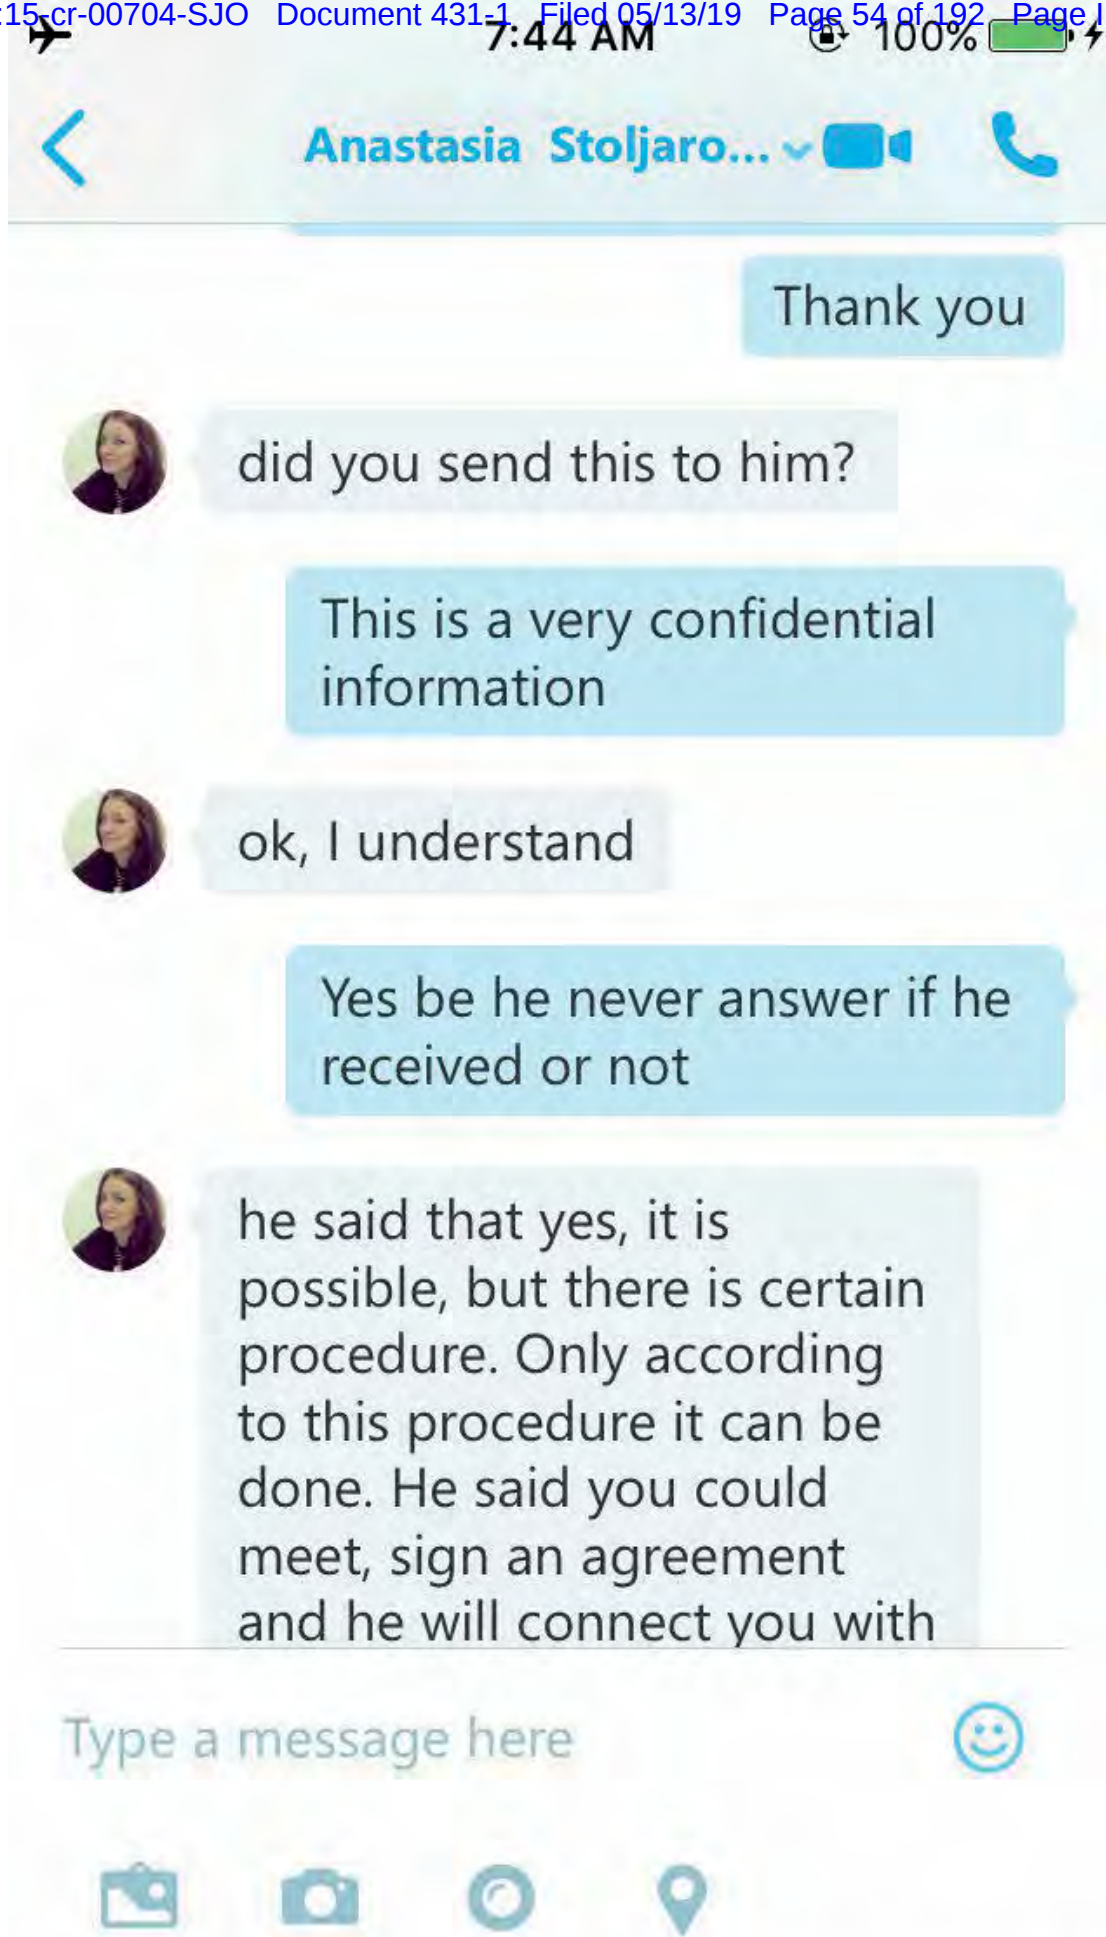 :15-cr-00704-SJO Document 431-1 Filed 05/13/19 Page 54 of 192 Page I
7:44 AM 100%
Anastasia Stoljaro...
Thank you
did you send this to him?
This is a very confidential
information
ok, I understand
Yes be he never answer if he
received or not
he said that yes, it is
possible, but there is certain
procedure. Only according
to this procedure it can be
done. He said you could
meet, sign an agreement
and he will connect you with
Type a message here